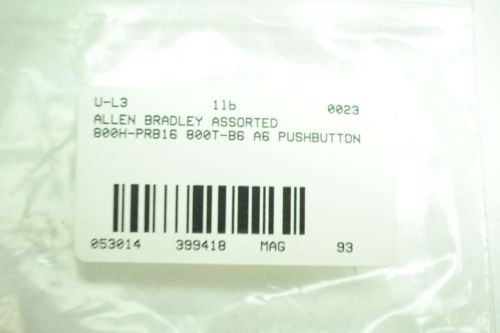 U-L3 1lb 0023
ALLEN BRADLEY ASSORTED
800H-PRB16 800T-B6 A6 PUSHBUTTON
053014 399418 MAG 93